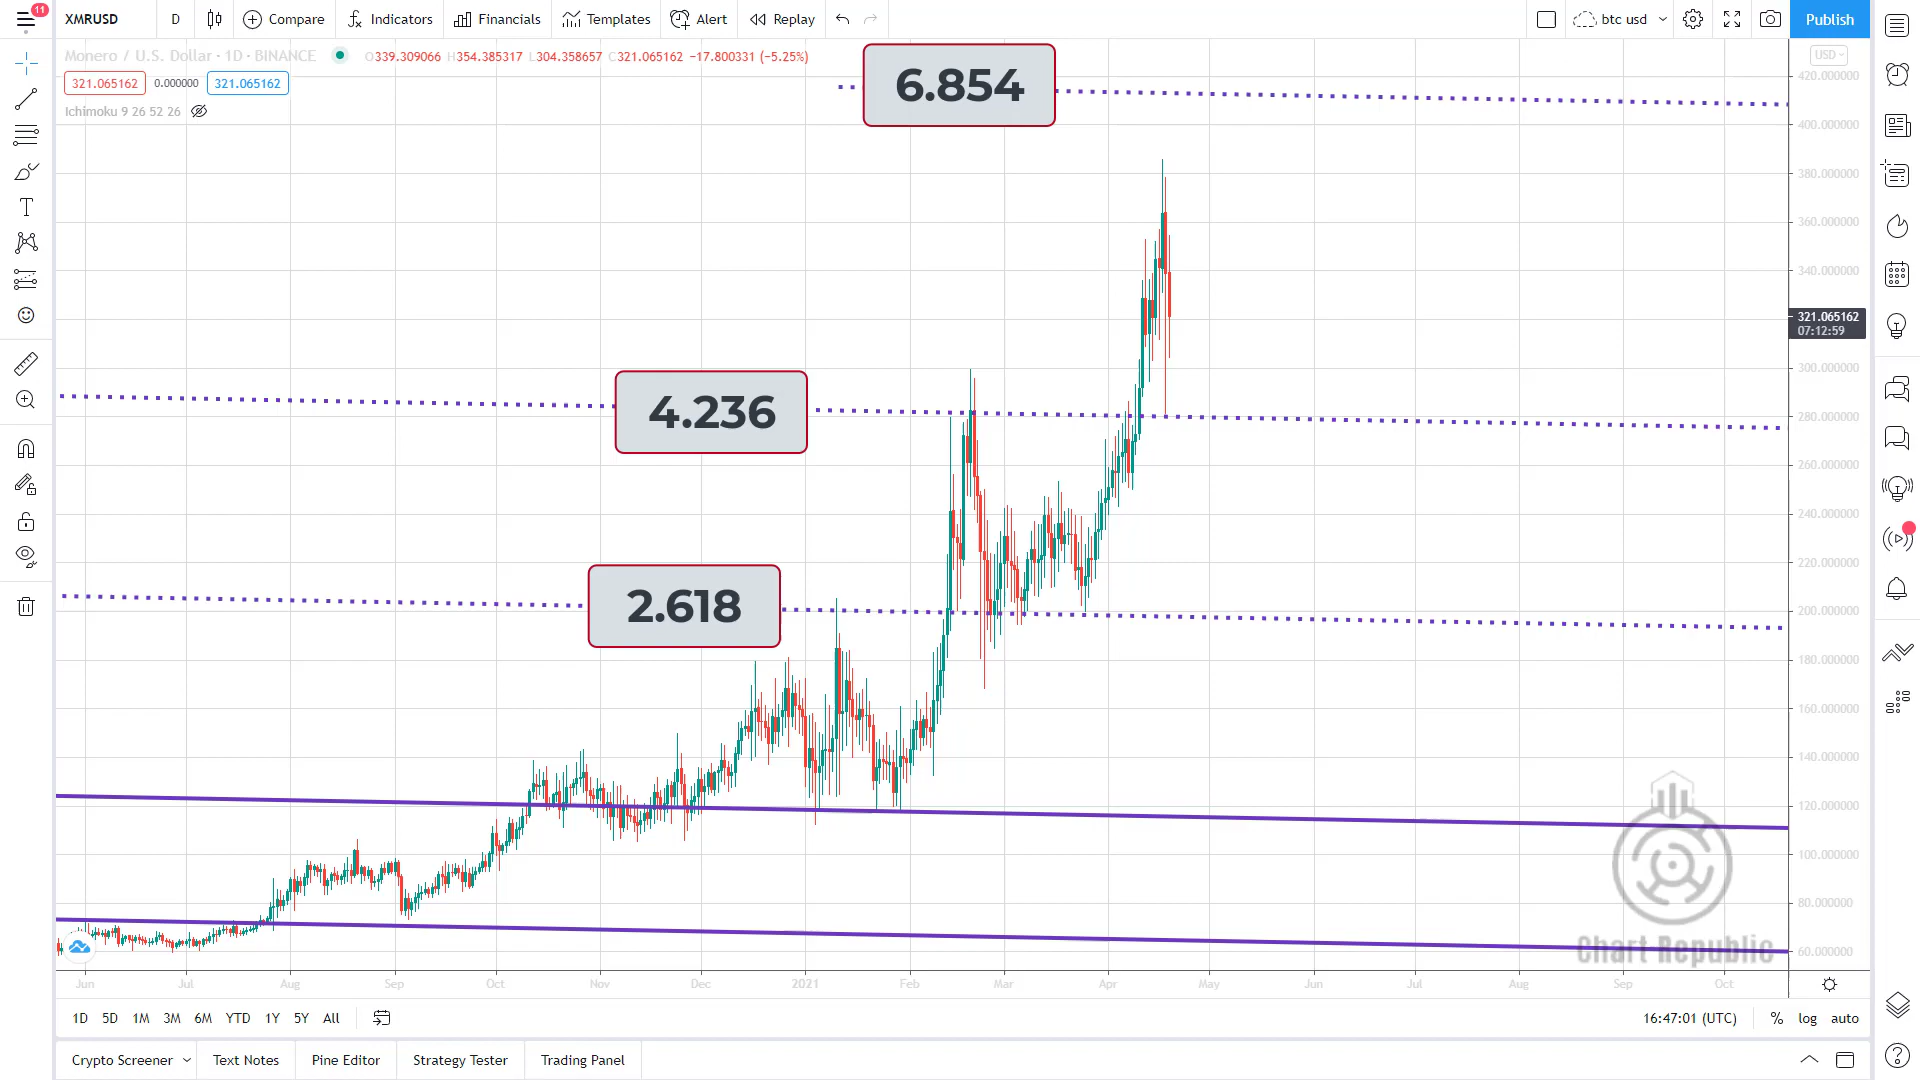 11
XMRUSD D Compare Indicators Financials Templates Alert Replay btc usd Publish
Monero / U.S. Dollar · 1D · BINANCE O339.309066 H354.385317 L304.358657 C321.065162 −17.800331 (−5.25%)
USD
321.065162 0.000000 321.065162
Ichimoku 9 26 52 26
6.854
4.236
2.618
420.000000
400.000000
380.000000
360.000000
340.000000
321.065162
07:12:59
300.000000
280.000000
260.000000
240.000000
220.000000
200.000000
180.000000
160.000000
140.000000
120.000000
100.000000
80.000000
60.000000
Chart Republic
Jun Jul Aug Sep Oct Nov Dec 2021 Feb Mar Apr May Jun Jul Aug Sep Oct
1D 5D 1M 3M 6M YTD 1Y 5Y All 16:47:01 (UTC) % log auto
Crypto Screener Text Notes Pine Editor Strategy Tester Trading Panel